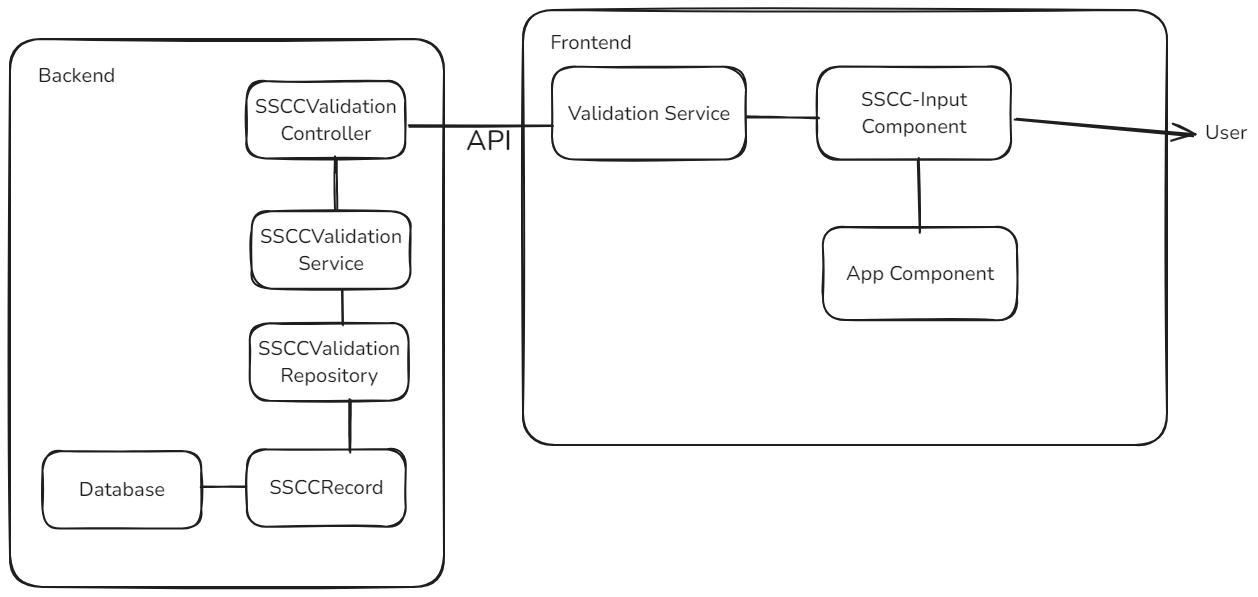 Backend
SSCCValidation
Controller
SSCCValidation
Service
SSCCValidation
Repository
Database
SSCCRecord
API
Frontend
Validation Service
SSCC-Input
Component
App Component
User